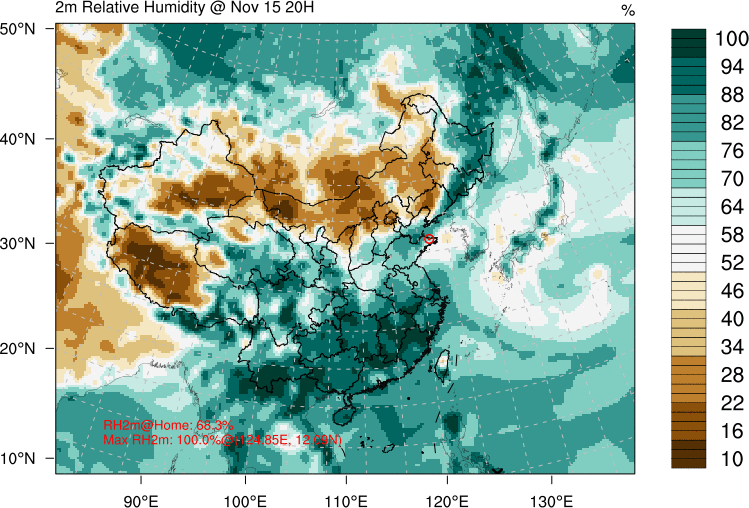 2m Relative Humidity @ Nov 15 20H
%
50°N
40°N
30°N
20°N
10°N
90°E
100°E
110°E
120°E
130°E
RH2m@Home: 68.3%
Max RH2m: 100.0%@(124.85E, 12.09N)
100
94
88
82
76
70
64
58
52
46
40
34
28
22
16
10